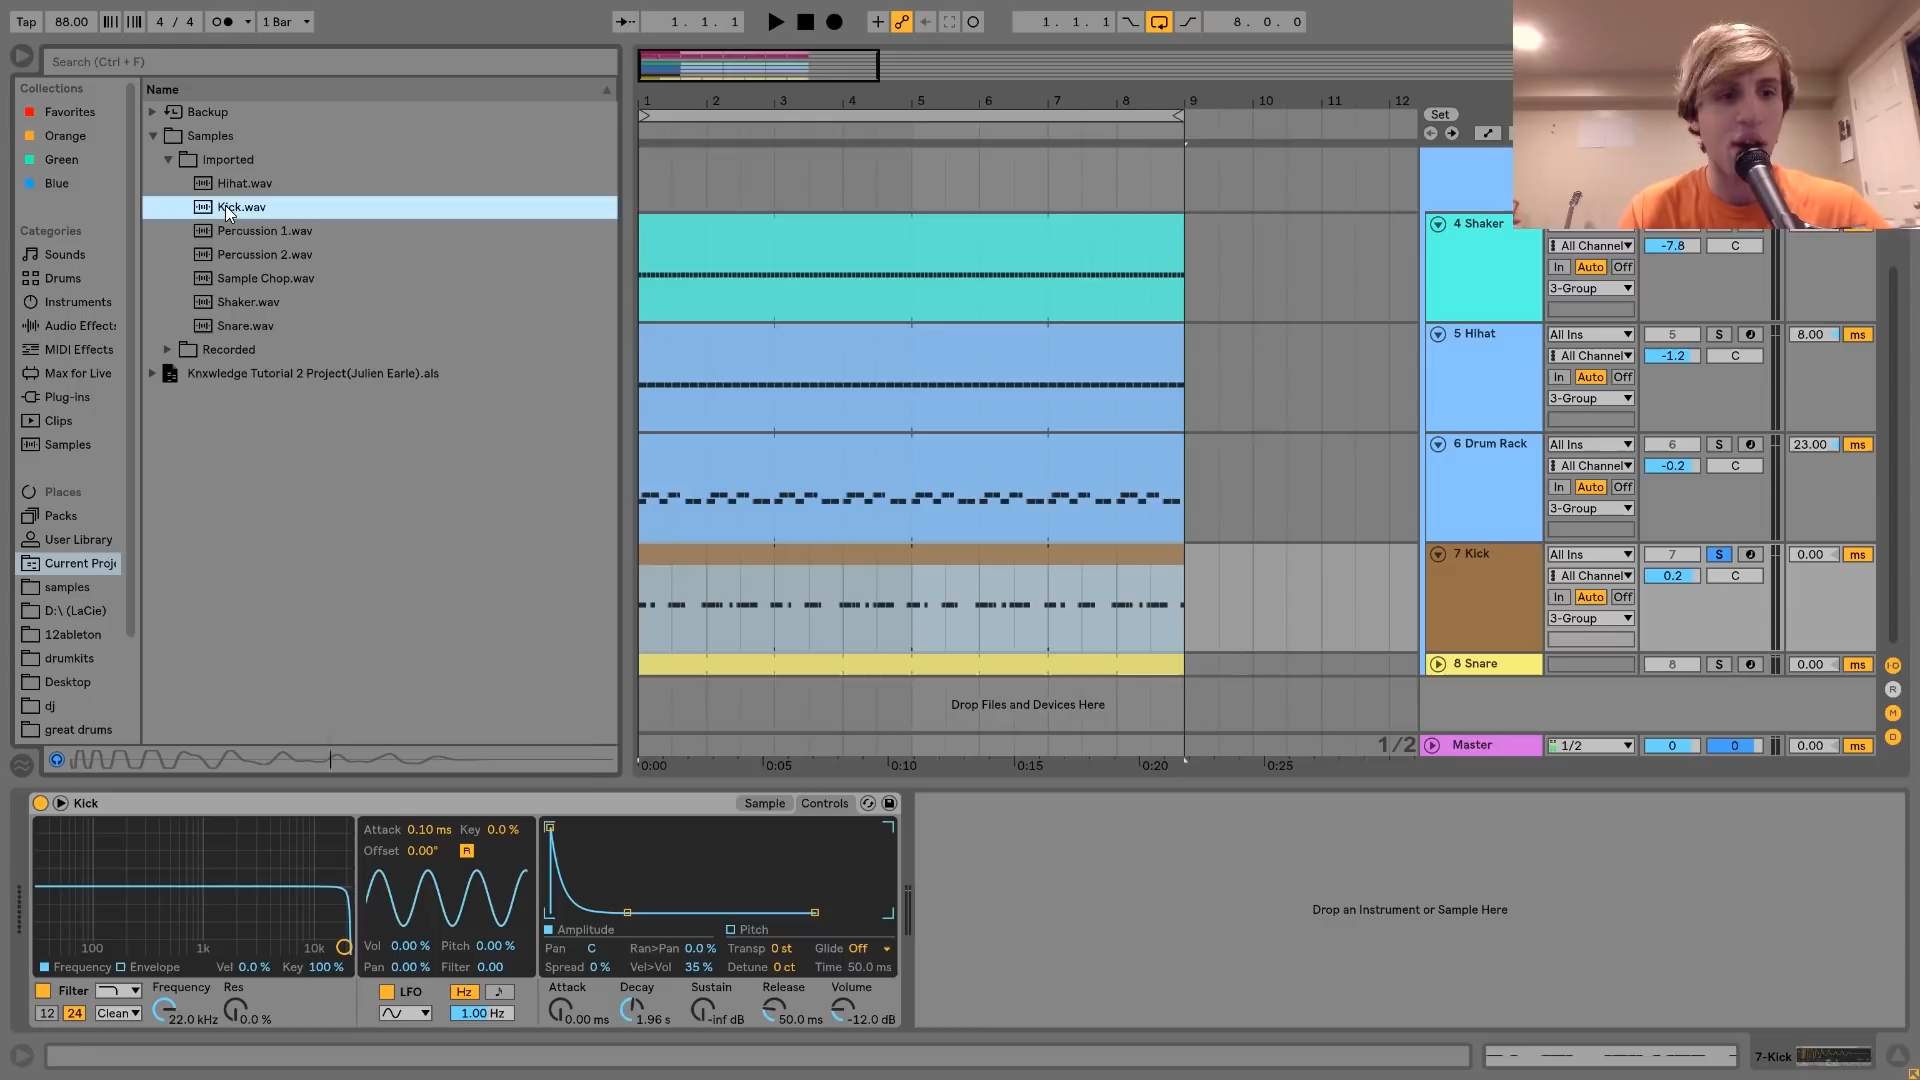 Tap 88.00 4 / 4 1 Bar 1. 1. 1 1. 1. 1 8. 0. 0
Search (Ctrl + F)
Collections
Favorites
Orange
Green
Blue
Categories
Sounds
Drums
Instruments
Audio Effects
MIDI Effects
Max for Live
Plug-ins
Clips
Samples
Places
Packs
User Library
Current Proje
samples
D:\ (LaCie)
12ableton
drumkits
Desktop
dj
great drums
Name
Backup
Samples
Imported
Hihat.wav
Kick.wav
Percussion 1.wav
Percussion 2.wav
Sample Chop.wav
Shaker.wav
Snare.wav
Recorded
Knxwledge Tutorial 2 Project(Julien Earle).als
1 2 3 4 5 6 7 8 9 10 11 12
Set
4 Shaker
All Channel -7.8 C
In Auto Off
3-Group
5 Hihat All Ins 5 S 8.00 ms
All Channel -1.2 C
In Auto Off
3-Group
6 Drum Rack All Ins 6 S 23.00 ms
All Channel -0.2 C
In Auto Off
3-Group
7 Kick All Ins 7 S 0.00 ms
All Channel 0.2 C
In Auto Off
3-Group
8 Snare 8 S 0.00 ms
Drop Files and Devices Here
1/2 Master 1/2 0 0 0.00 ms
0:00 0:05 0:10 0:15 0:20 0:25
I·O
R
M
D
Kick Sample Controls
100 1k 10k
Frequency Envelope Vel 0.0 % Key 100 %
Filter Frequency Res
12 24 Clean 22.0 kHz 0.0 %
Attack 0.10 ms Key 0.0 %
Offset 0.00° R
Vol 0.00 % Pitch 0.00 %
Pan 0.00 % Filter 0.00
LFO Hz
1.00 Hz
Amplitude Pitch
Pan C Ran>Pan 0.0 % Transp 0 st Glide Off
Spread 0 % Vel>Vol 35 % Detune 0 ct Time 50.0 ms
Attack Decay Sustain Release Volume
0.00 ms 1.96 s -inf dB 50.0 ms -12.0 dB
Drop an Instrument or Sample Here
7-Kick